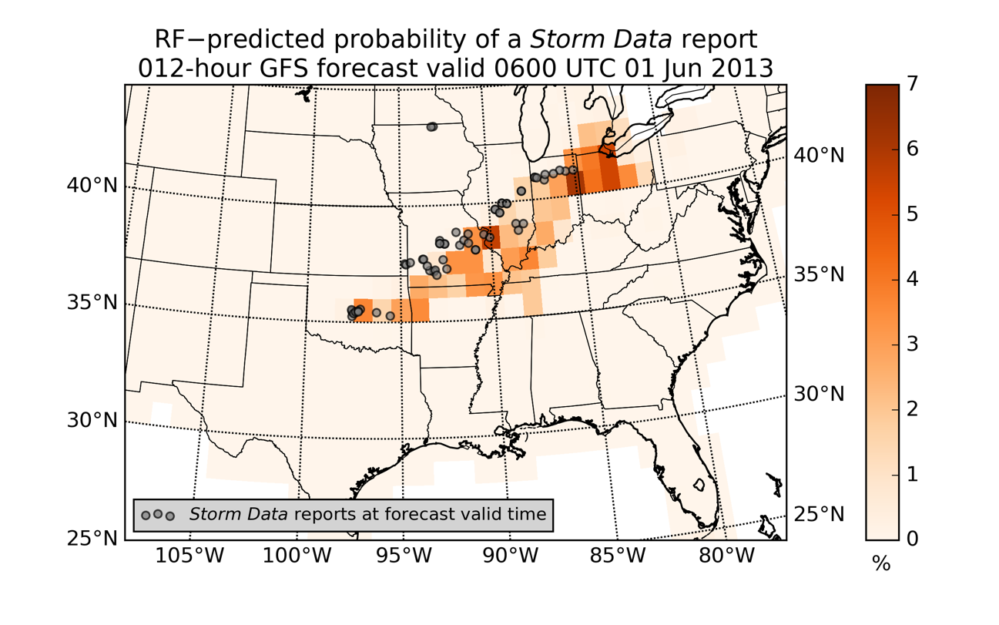 RF−predicted probability of a Storm Data report
012-hour GFS forecast valid 0600 UTC 01 Jun 2013
7
6
5
4
3
2
1
0
%
40°N
35°N
30°N
25°N
40°N
35°N
30°N
25°N
Storm Data reports at forecast valid time
105°W 100°W 95°W 90°W 85°W 80°W